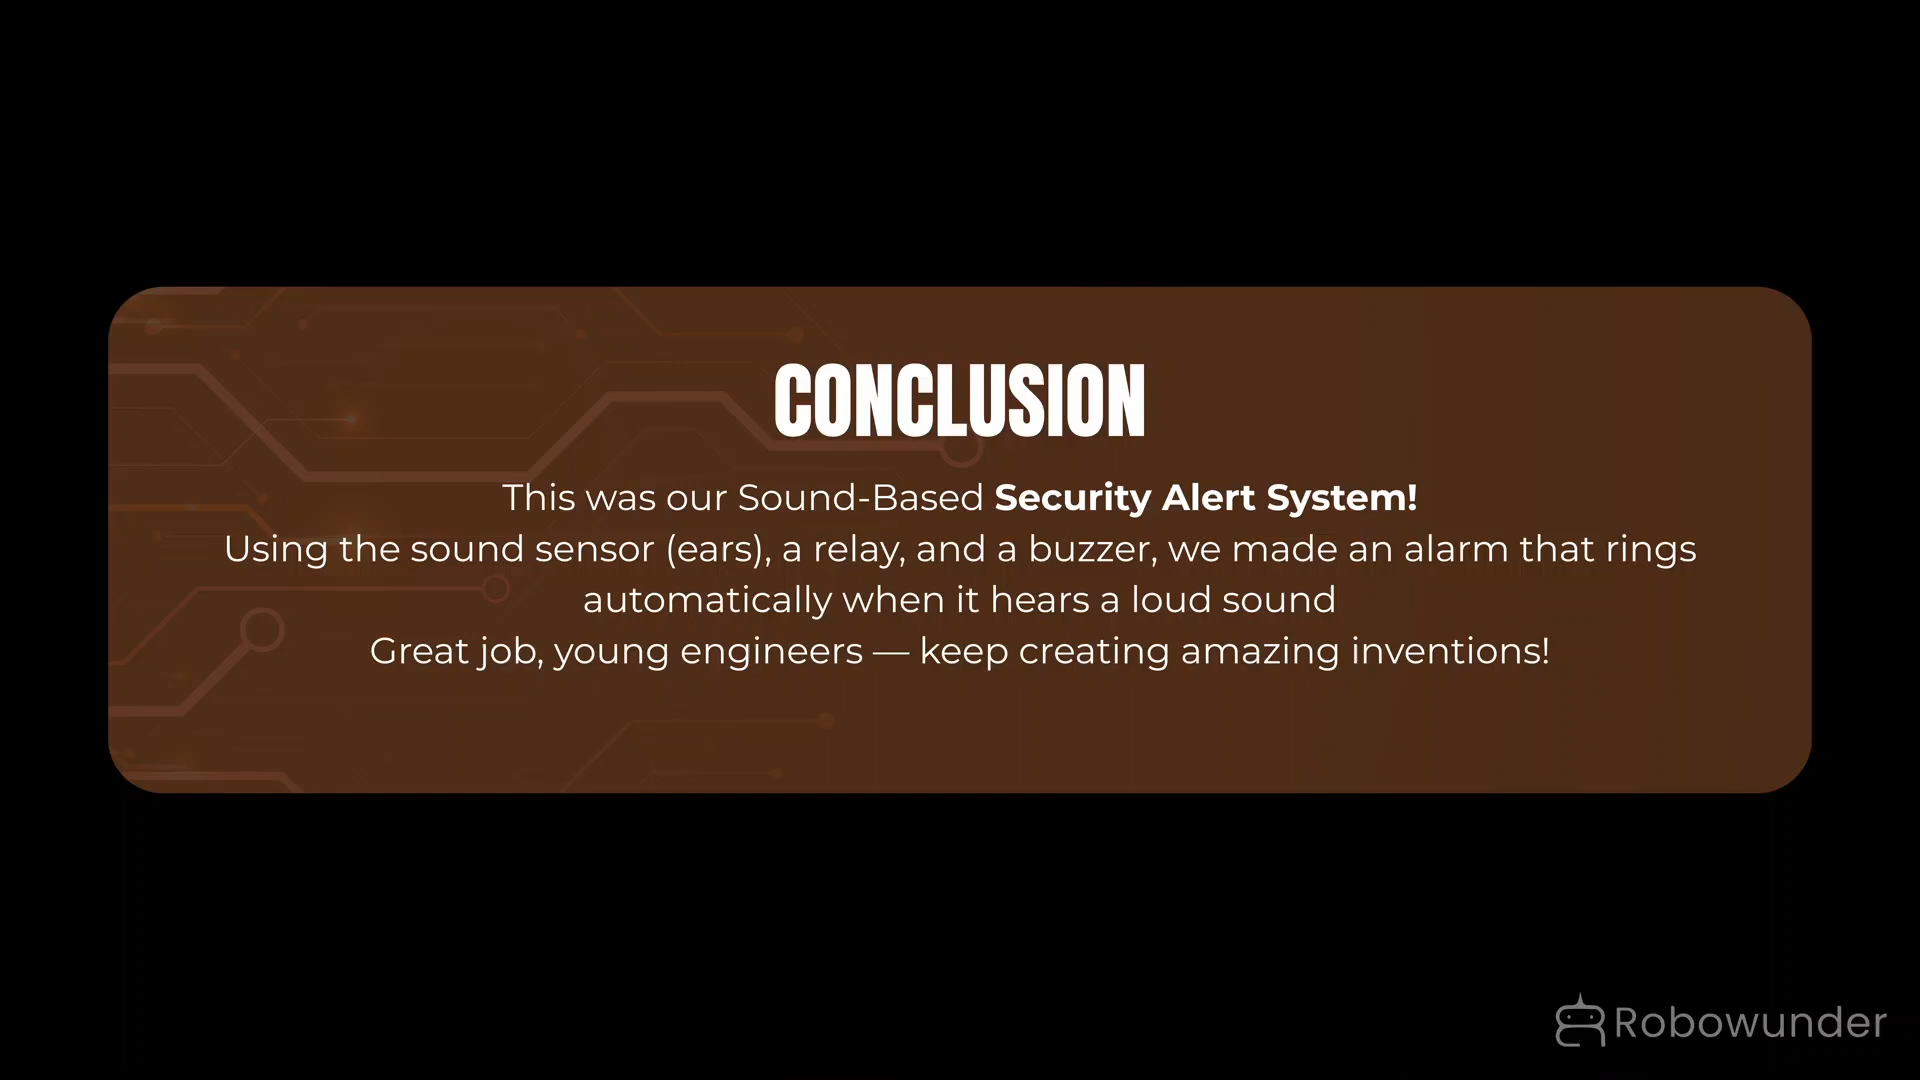 CONCLUSION
This was our Sound-Based Security Alert System!
Using the sound sensor (ears), a relay, and a buzzer, we made an alarm that rings
automatically when it hears a loud sound
Great job, young engineers — keep creating amazing inventions!
Robowunder